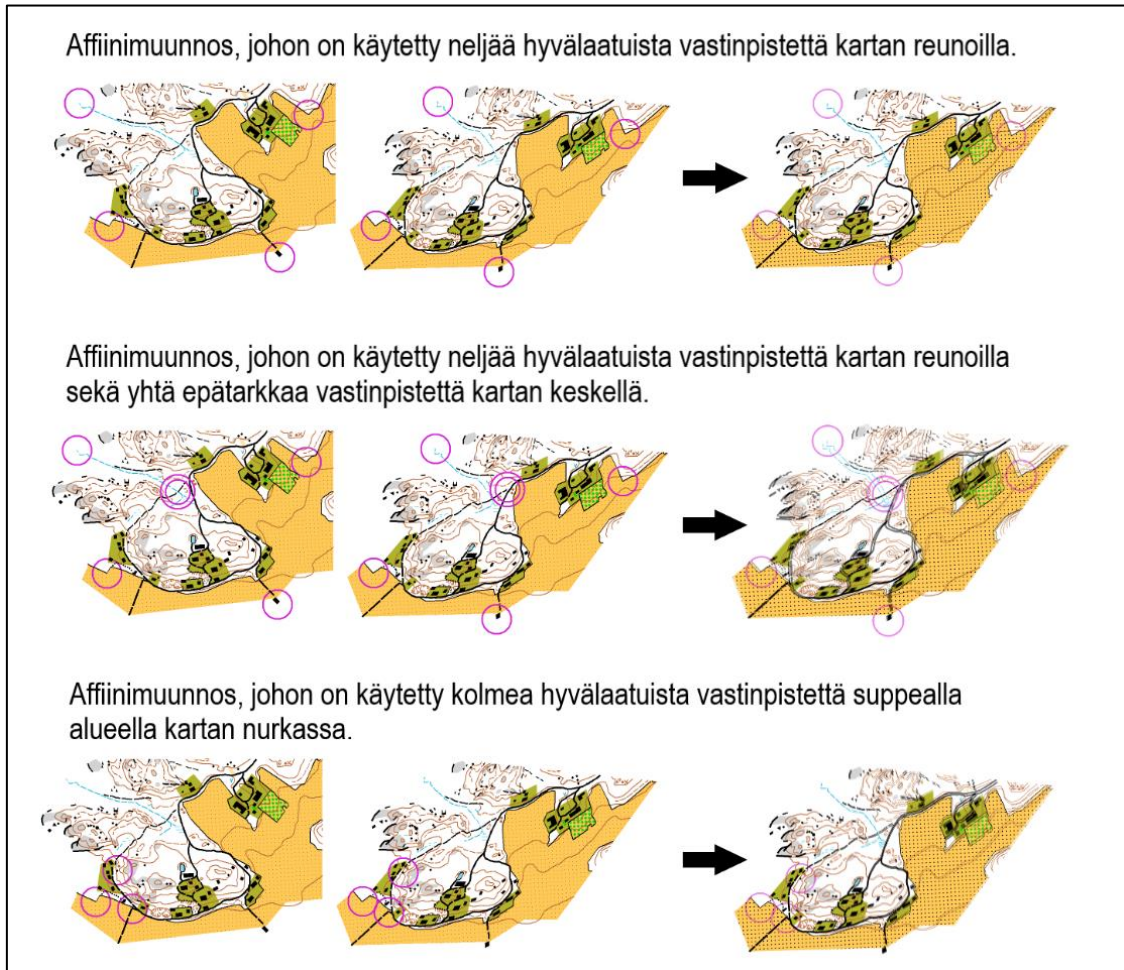 Affiinimuunnos, johon on käytetty neljää hyvälaatuista vastinpistettä kartan reunoilla.
Affiinimuunnos, johon on käytetty neljää hyvälaatuista vastinpistettä kartan reunoilla
sekä yhtä epätarkkaa vastinpistettä kartan keskellä.
Affiinimuunnos, johon on käytetty kolmea hyvälaatuista vastinpistettä suppealla
alueella kartan nurkassa.